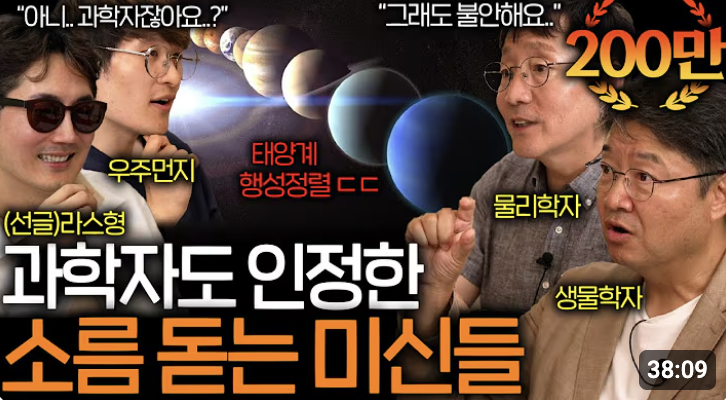 “아니.. 과학자잖아요..?”
“그래도 불안해요..”
200만
우주먼지
태양계
행성정렬 ㄷㄷ
(선글)라스형
물리학자
생물학자
과학자도 인정한
소름 돋는 미신들
38:09